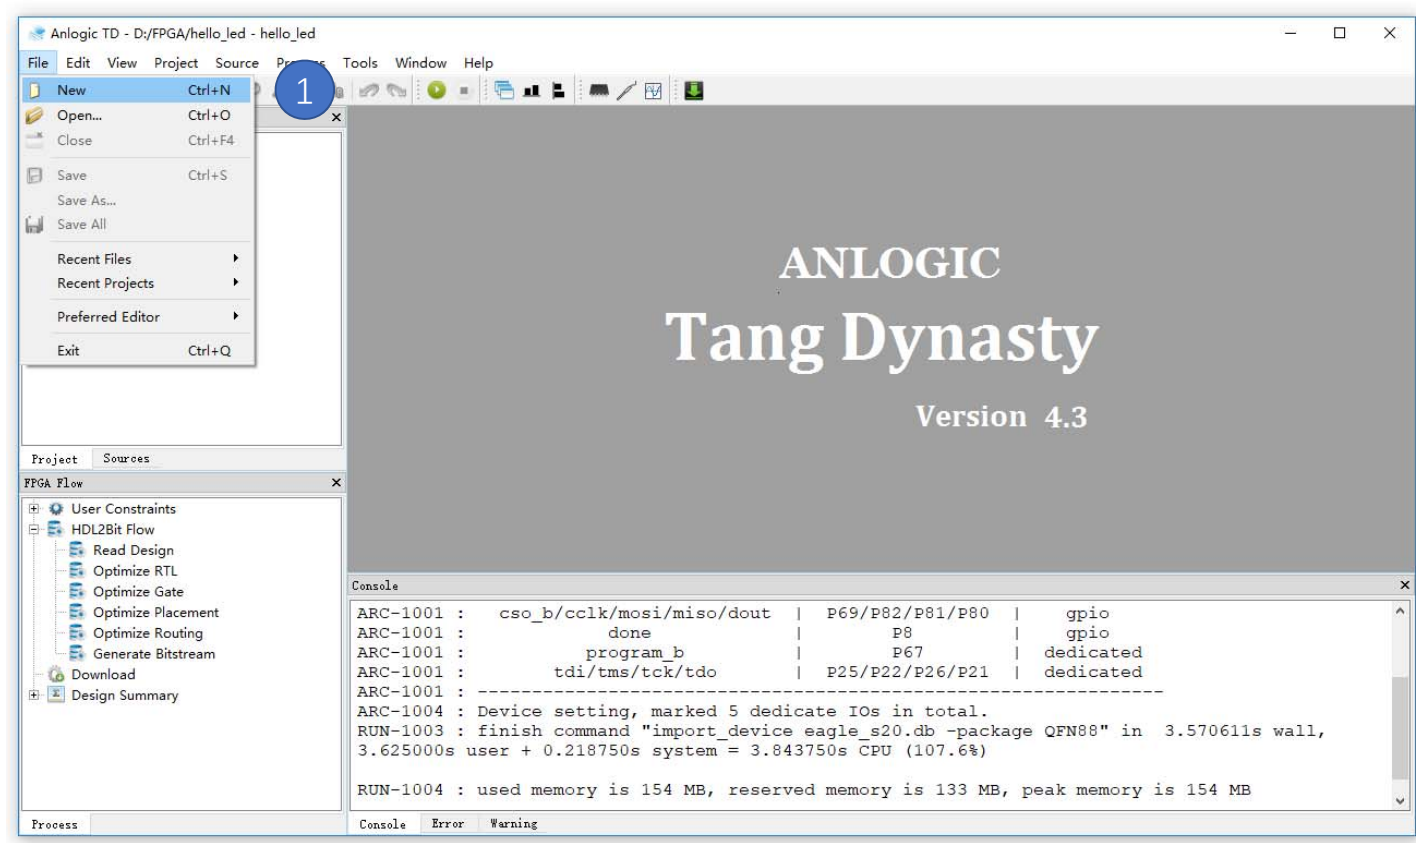 Anlogic TD - D:/FPGA/hello_led - hello_led
File Edit View Project Source Process Tools Window Help
1
New Ctrl+N
Open... Ctrl+O
Close Ctrl+F4
Save Ctrl+S
Save As...
Save All
Recent Files
Recent Projects
Preferred Editor
Exit Ctrl+Q
ANLOGIC
Tang Dynasty
Version 4.3
Project Sources
FPGA Flow
User Constraints
HDL2Bit Flow
Read Design
Optimize RTL
Optimize Gate
Optimize Placement
Optimize Routing
Generate Bitstream
Download
Design Summary
Process
Console
ARC-1001 : cso_b/cclk/mosi/miso/dout | P69/P82/P81/P80 | gpio
ARC-1001 : done | P8 | gpio
ARC-1001 : program_b | P67 | dedicated
ARC-1001 : tdi/tms/tck/tdo | P25/P22/P26/P21 | dedicated
ARC-1001 : ----------------------------------------------------------------------
ARC-1004 : Device setting, marked 5 dedicate IOs in total.
RUN-1003 : finish command "import_device eagle_s20.db -package QFN88" in 3.570611s wall,
3.625000s user + 0.218750s system = 3.843750s CPU (107.6%)
RUN-1004 : used memory is 154 MB, reserved memory is 133 MB, peak memory is 154 MB
Console Error Warning